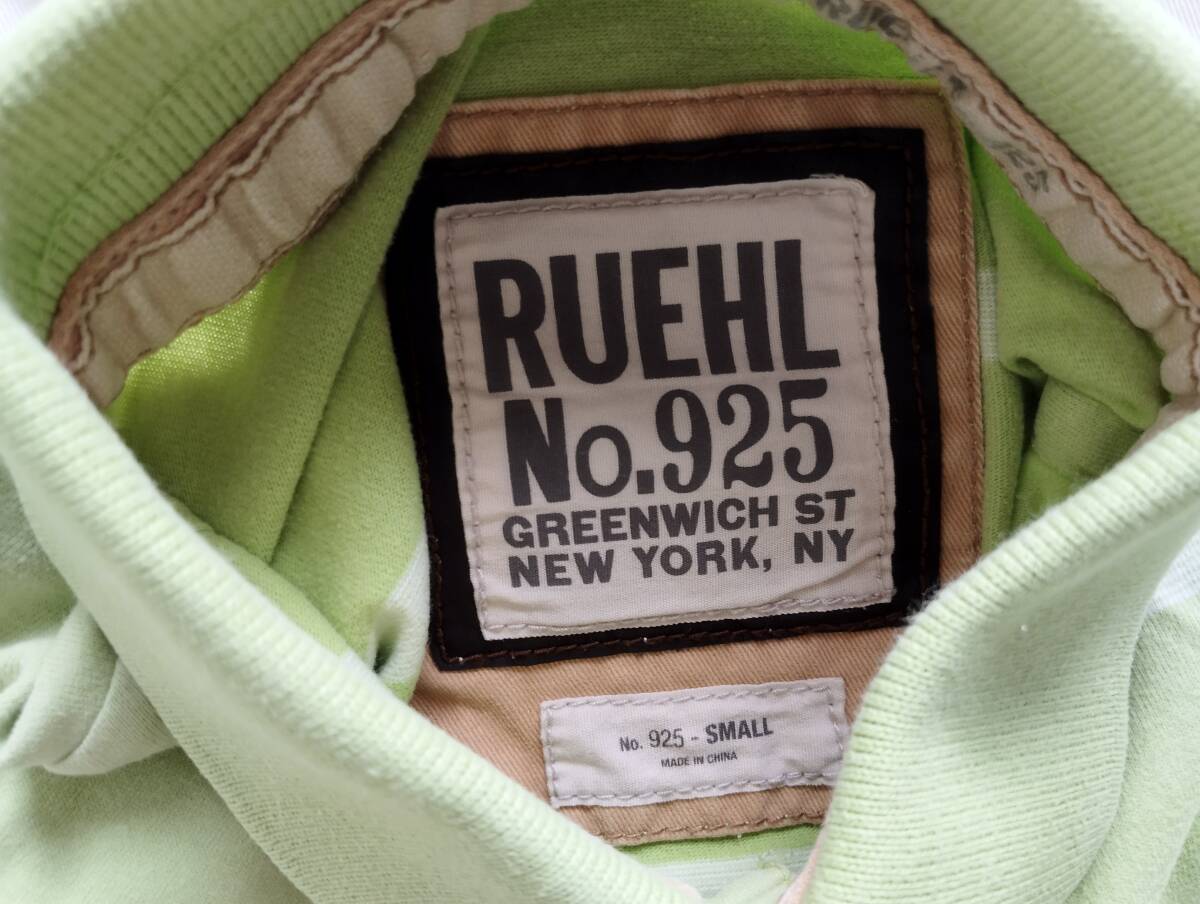 RUEHL
No.925
GREENWICH ST
NEW YORK, NY
No. 925 - SMALL
MADE IN CHINA